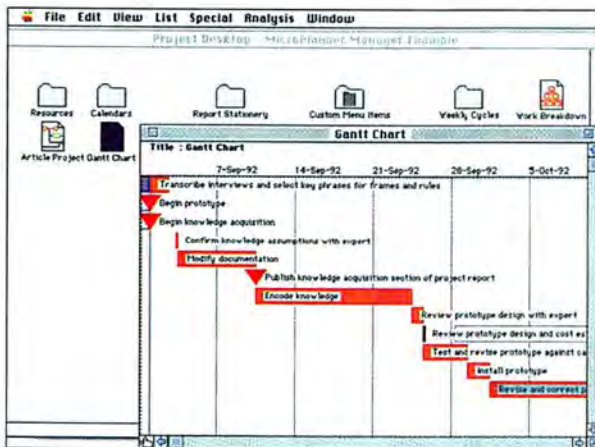 File Edit View List Special Analysis Window
Project Desktop - MicroPlanner Manager Fudmble
Resources
Calendars
Report Stationery
Custom Menu Items
Weekly Cycles
Work Breakdown
Article Project
Gantt Chart
Gantt Chart
Title : Gantt Chart
7-Sep-92 14-Sep-92 21-Sep-92 28-Sep-92 5-Oct-92
Transcribe interviews and select key phrases for frames and rules
Begin prototype
Begin knowledge acquisition
Confirm knowledge assumptions with expert
Modify documentation
Publish knowledge acquisition section of project report
Encode knowledge
Review prototype design with expert
Review prototype design and cost es
Test and revise prototype against ca
Install prototype
Revise and correct p